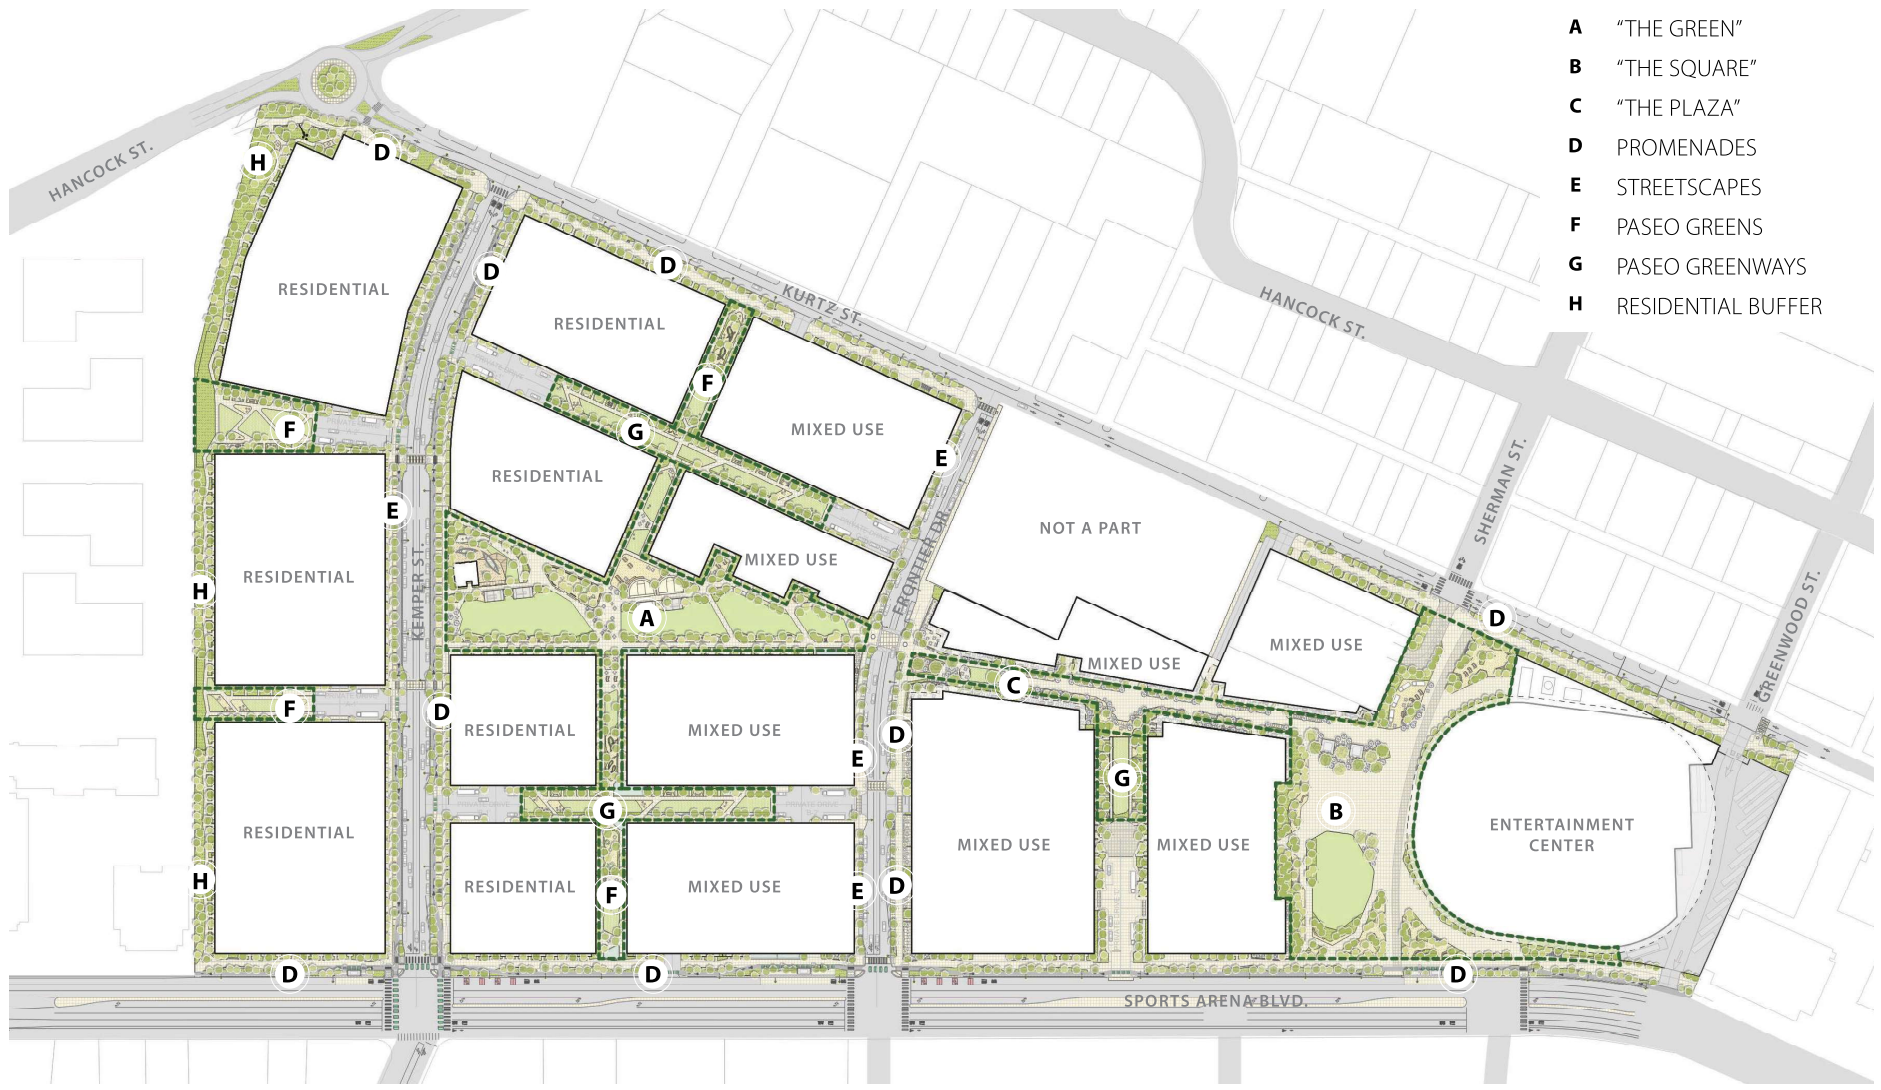 A "THE GREEN"
B "THE SQUARE"
C "THE PLAZA"
D PROMENADES
E STREETSCAPES
F PASEO GREENS
G PASEO GREENWAYS
H RESIDENTIAL BUFFER
HANCOCK ST.
H
D
RESIDENTIAL
D
D
RESIDENTIAL
KURTZ ST.
HANCOCK ST.
F
F
G
MIXED USE
E
RESIDENTIAL
E
SHERMAN ST.
NOT A PART
FRONTIER DR.
MIXED USE
RESIDENTIAL
H
KEMPER ST.
A
D
GREENWOOD ST.
MIXED USE
MIXED USE
C
F
D
RESIDENTIAL
MIXED USE
D
E
G
G
B
RESIDENTIAL
ENTERTAINMENT
CENTER
MIXED USE
MIXED USE
H
RESIDENTIAL
F
MIXED USE
E
D
D
D
D
SPORTS ARENA BLVD.